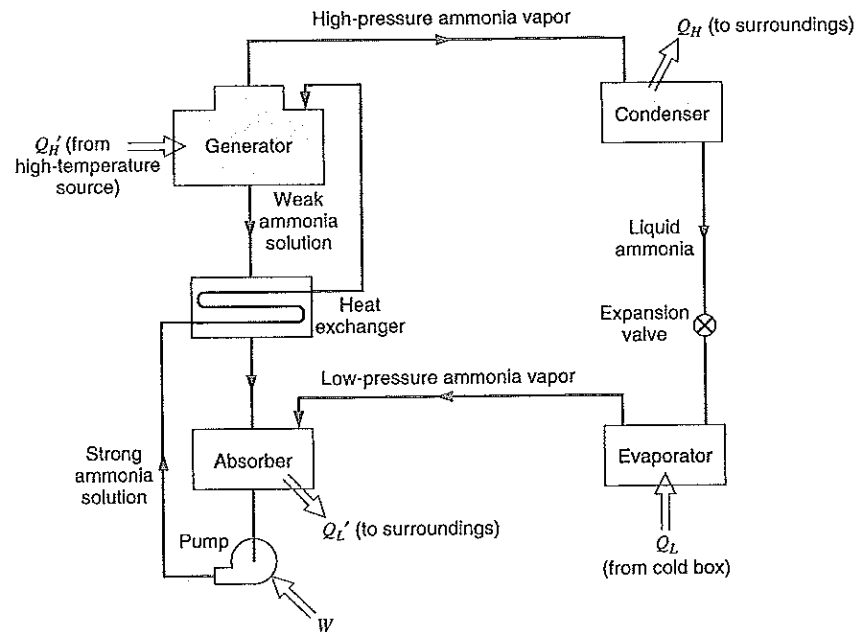 High-pressure ammonia vapor
Q_H (to surroundings)
Condenser
Q_H′ (from
high-temperature
source)
Generator
Weak
ammonia
solution
Liquid
ammonia
Heat
exchanger
Expansion
valve
Low-pressure ammonia vapor
Strong
ammonia
solution
Absorber
Evaporator
Q_L′ (to surroundings)
Pump
Q_L
(from cold box)
W